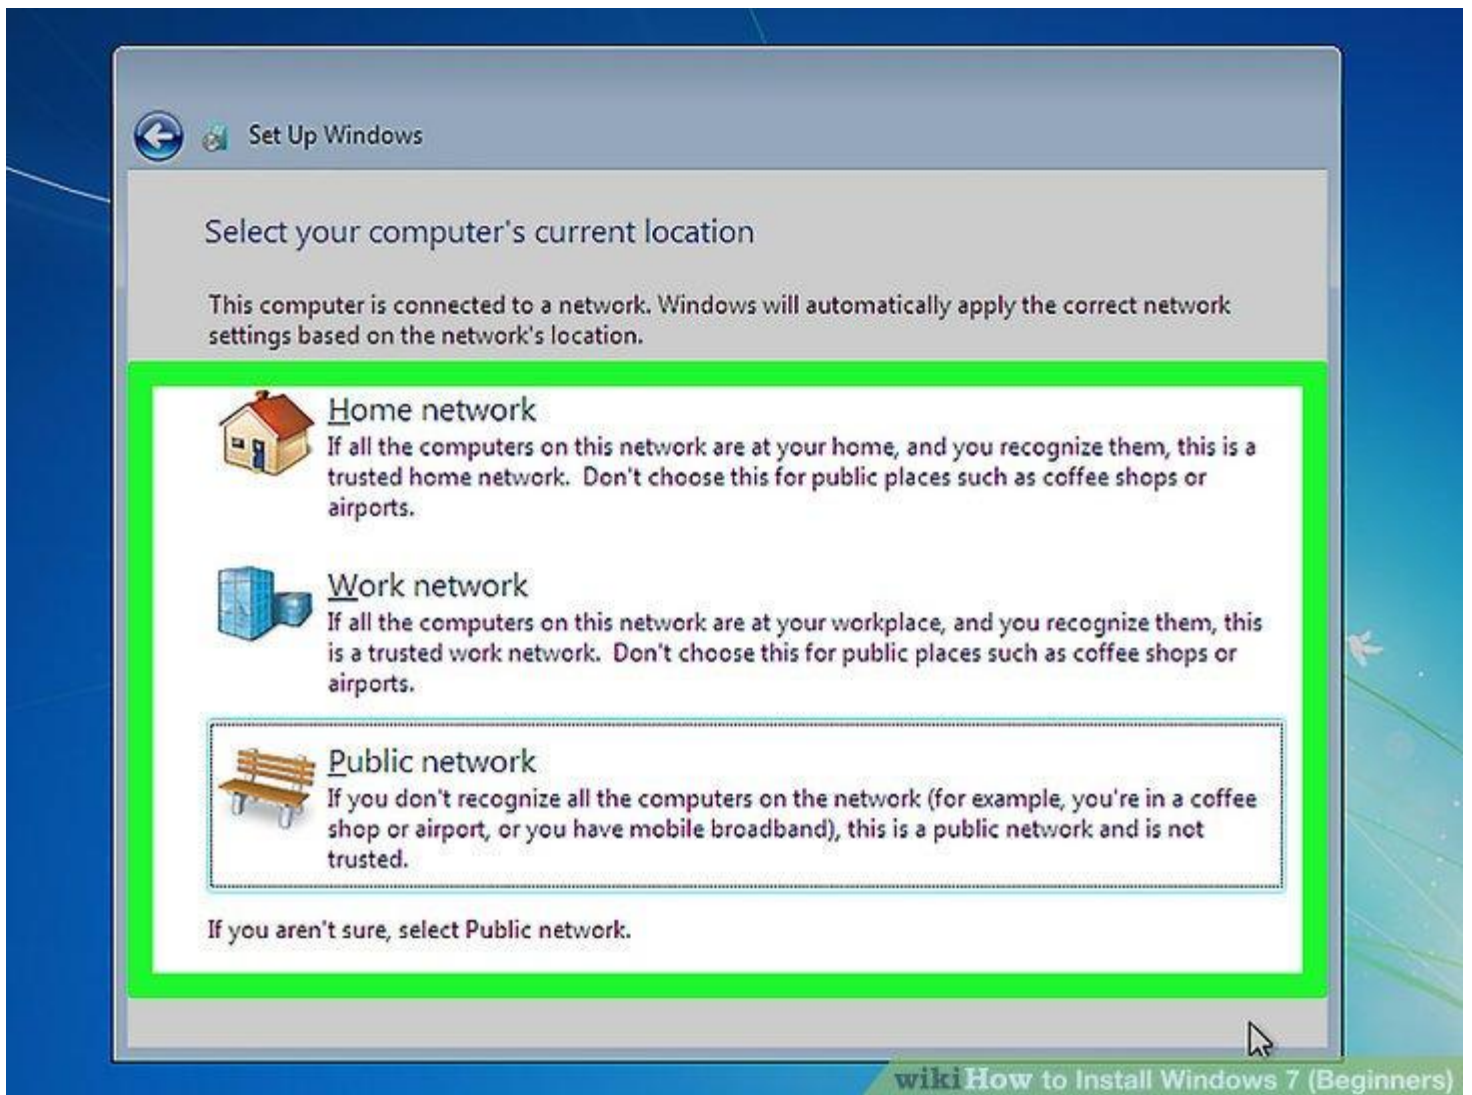 Set Up Windows
Select your computer's current location
This computer is connected to a network. Windows will automatically apply the correct network
settings based on the network's location.
Home network
If all the computers on this network are at your home, and you recognize them, this is a
trusted home network.  Don't choose this for public places such as coffee shops or
airports.
Work network
If all the computers on this network are at your workplace, and you recognize them, this
is a trusted work network.  Don't choose this for public places such as coffee shops or
airports.
Public network
If you don't recognize all the computers on the network (for example, you're in a coffee
shop or airport, or you have mobile broadband), this is a public network and is not
trusted.
If you aren't sure, select Public network.
wikiHow to Install Windows 7 (Beginners)